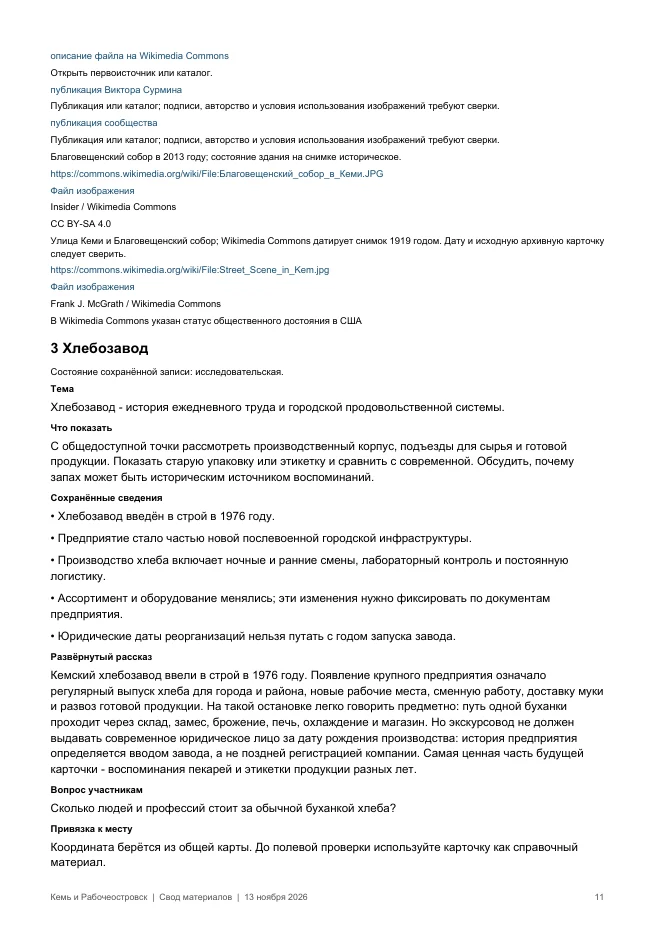 описание файла на Wikimedia Commons
Открыть первоисточник или каталог.
публикация Виктора Сурмина
Публикация или каталог; подписи, авторство и условия использования изображений требуют сверки.
публикация сообщества
Публикация или каталог; подписи, авторство и условия использования изображений требуют сверки.
Благовещенский собор в 2013 году; состояние здания на снимке историческое.
https://commons.wikimedia.org/wiki/File:Благовещенский_собор_в_Кеми.JPG
Файл изображения
Insider / Wikimedia Commons
CC BY-SA 4.0
Улица Кеми и Благовещенский собор; Wikimedia Commons датирует снимок 1919 годом. Дату и исходную архивную карточку
следует сверить.
https://commons.wikimedia.org/wiki/File:Street_Scene_in_Kem.jpg
Файл изображения
Frank J. McGrath / Wikimedia Commons
В Wikimedia Commons указан статус общественного достояния в США
3 Хлебозавод
Состояние сохранённой записи: исследовательская.
Тема
Хлебозавод - история ежедневного труда и городской продовольственной системы.
Что показать
С общедоступной точки рассмотреть производственный корпус, подъезды для сырья и готовой
продукции. Показать старую упаковку или этикетку и сравнить с современной. Обсудить, почему
запах может быть историческим источником воспоминаний.
Сохранённые сведения
• Хлебозавод введён в строй в 1976 году.
• Предприятие стало частью новой послевоенной городской инфраструктуры.
• Производство хлеба включает ночные и ранние смены, лабораторный контроль и постоянную
логистику.
• Ассортимент и оборудование менялись; эти изменения нужно фиксировать по документам
предприятия.
• Юридические даты реорганизаций нельзя путать с годом запуска завода.
Развёрнутый рассказ
Кемский хлебозавод ввели в строй в 1976 году. Появление крупного предприятия означало
регулярный выпуск хлеба для города и района, новые рабочие места, сменную работу, доставку муки
и развоз готовой продукции. На такой остановке легко говорить предметно: путь одной буханки
проходит через склад, замес, брожение, печь, охлаждение и магазин. Но экскурсовод не должен
выдавать современное юридическое лицо за дату рождения производства: история предприятия
определяется вводом завода, а не поздней регистрацией компании. Самая ценная часть будущей
карточки - воспоминания пекарей и этикетки продукции разных лет.
Вопрос участникам
Сколько людей и профессий стоит за обычной буханкой хлеба?
Привязка к месту
Координата берётся из общей карты. До полевой проверки используйте карточку как справочный
материал.
Кемь и Рабочеостровск | Свод материалов | 13 ноября 2026
11